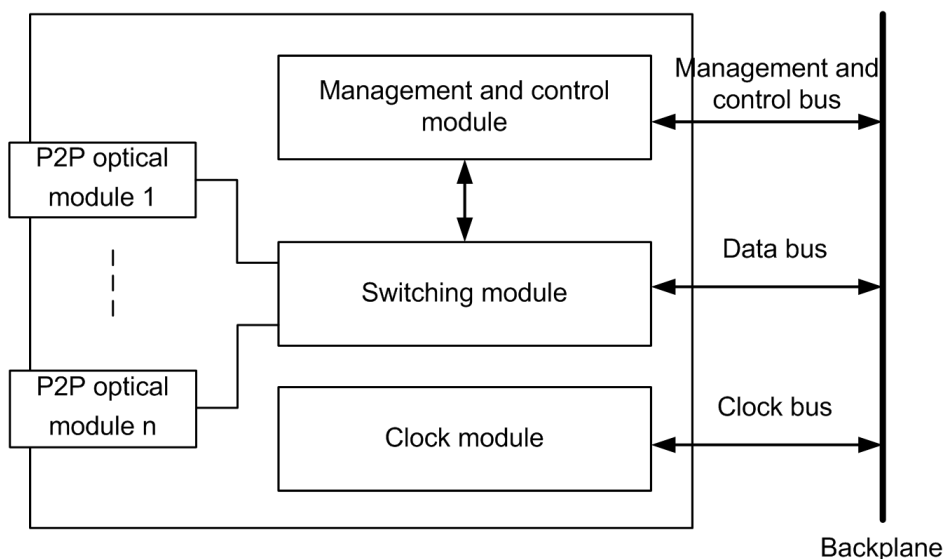 Management and control
module
Management and
control bus
P2P optical
module 1
Data bus
Switching module
P2P optical
module n
Clock bus
Clock module
Backplane